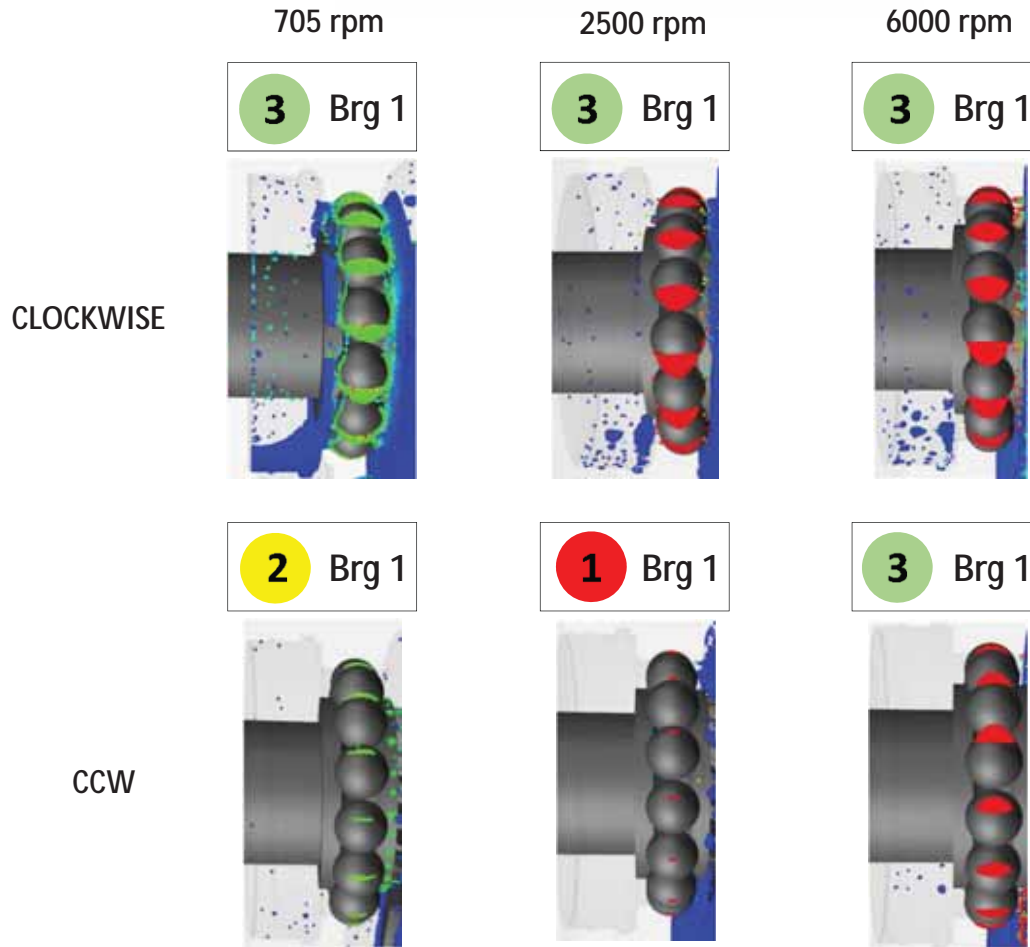 705 rpm 2500 rpm 6000 rpm
3 Brg 1 3 Brg 1 3 Brg 1
CLOCKWISE
2 Brg 1 1 Brg 1 3 Brg 1
CCW